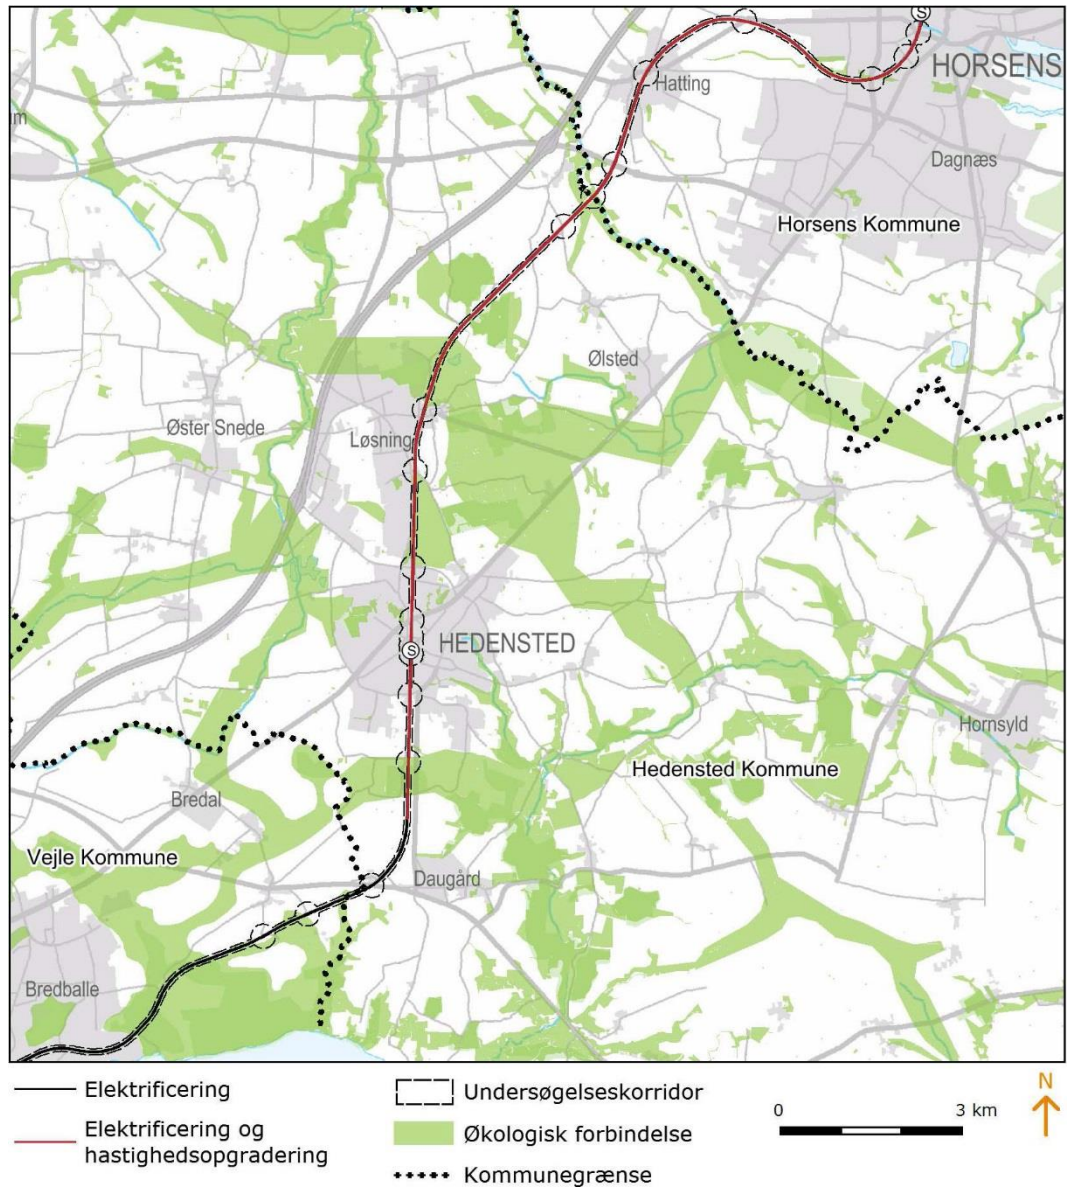 S
HORSENS
Hatting
m
Dagnæs
Horsens Kommune
Ølsted
Øster Snede
Løsning
HEDENSTED
S
Hornsyld
Hedensted Kommune
Bredal
Vejle Kommune
Daugård
Bredballe
Elektrificering
Elektrificering og
hastighedsopgradering
Undersøgelseskorridor
Økologisk forbindelse
Kommunegrænse
0 3 km
N